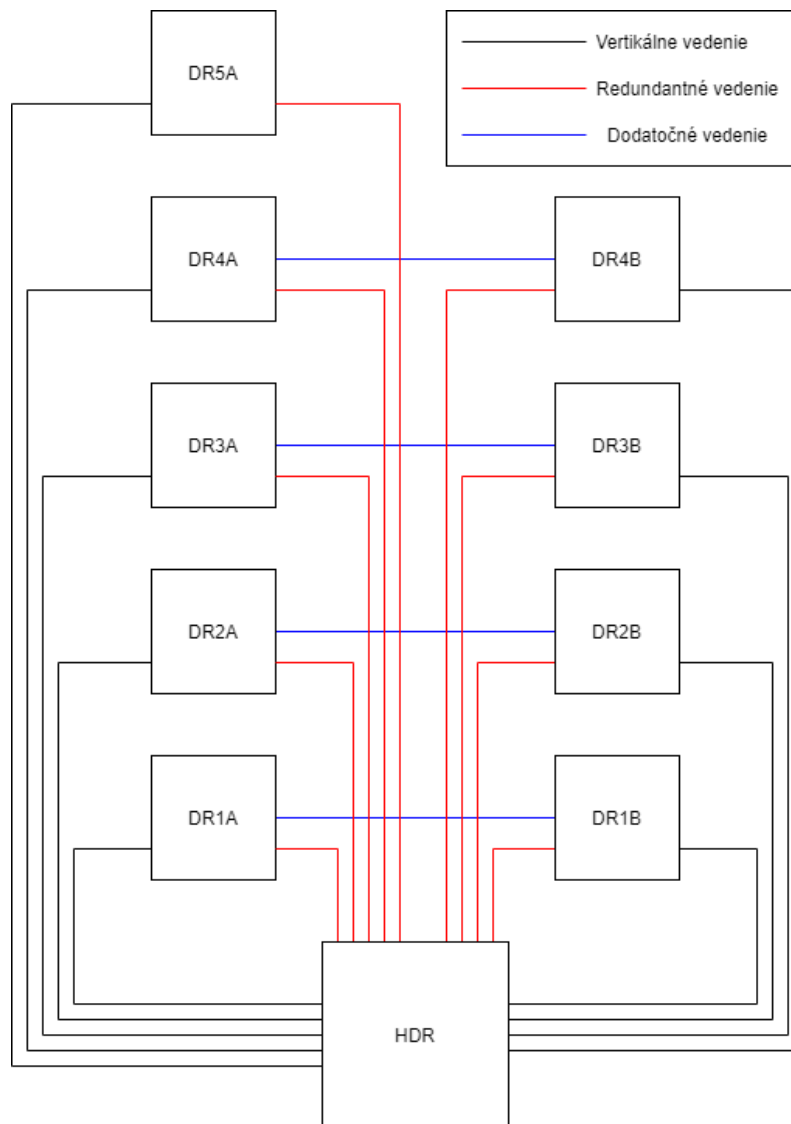 DR5A
Vertikálne vedenie
Redundantné vedenie
Dodatočné vedenie
DR4A
DR4B
DR3A
DR3B
DR2A
DR2B
DR1A
DR1B
HDR